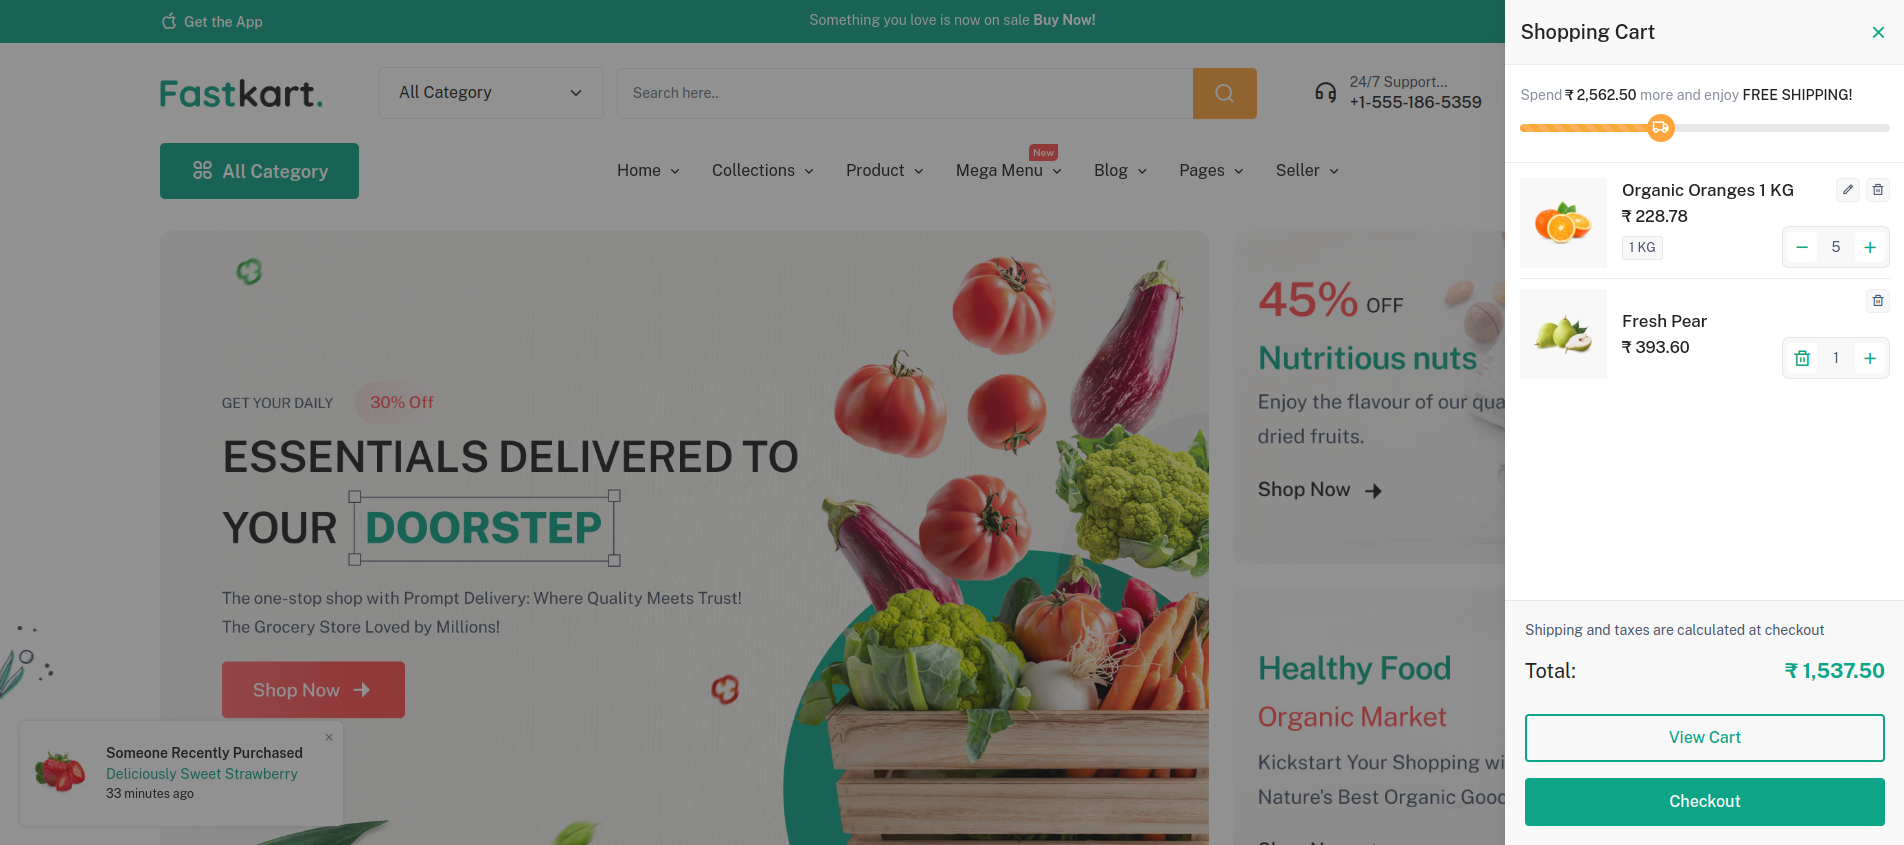 Get the App
Something you love is now on sale Buy Now!
Fastkart.
All Category
Search here..
24/7 Support...
+1-555-186-5359
All Category
Home
Collections
Product
Mega Menu
New
Blog
Pages
Seller
GET YOUR DAILY 30% Off
ESSENTIALS DELIVERED TO
YOUR DOORSTEP
The one-stop shop with Prompt Delivery: Where Quality Meets Trust!
The Grocery Store Loved by Millions!
Shop Now
45% OFF
Nutritious nuts
Enjoy the flavour of our qua
dried fruits.
Shop Now
Healthy Food
Organic Market
Kickstart Your Shopping wi
Nature's Best Organic Good
Someone Recently Purchased
Deliciously Sweet Strawberry
33 minutes ago
Shopping Cart
Spend ₹ 2,562.50 more and enjoy FREE SHIPPING!
Organic Oranges 1 KG
₹ 228.78
1 KG
5
Fresh Pear
₹ 393.60
1
Shipping and taxes are calculated at checkout
Total: ₹ 1,537.50
View Cart
Checkout